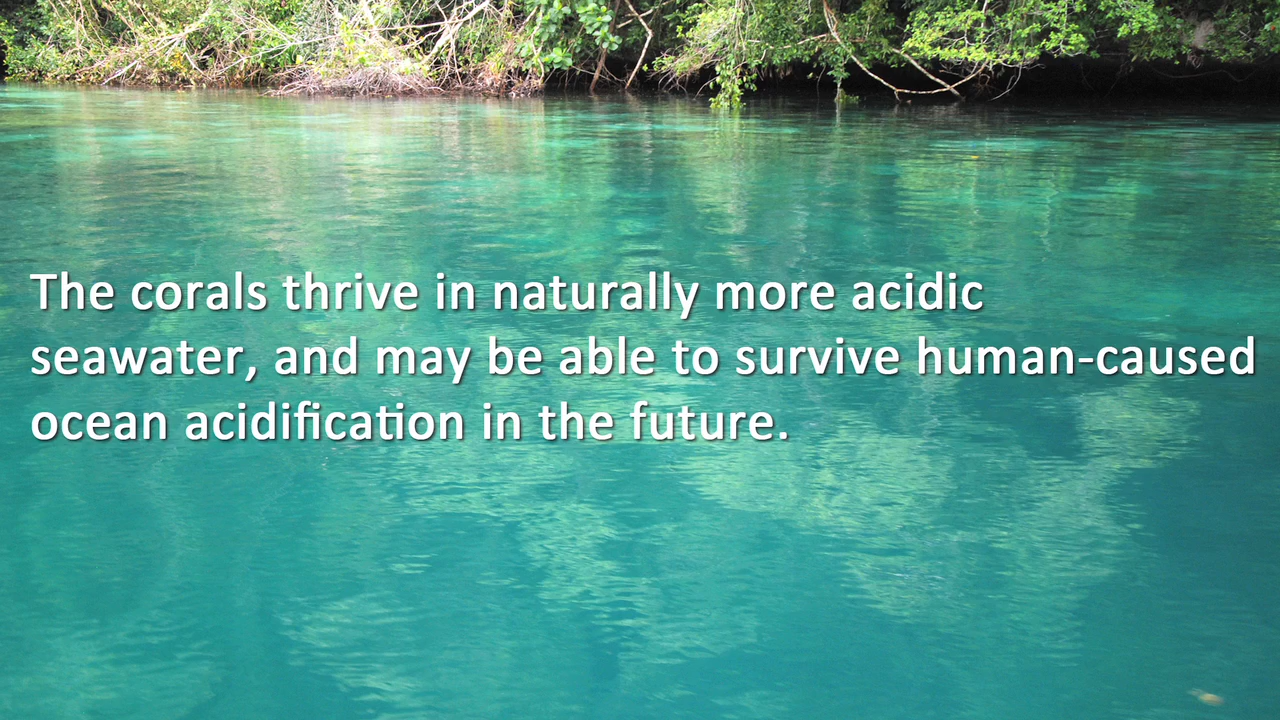 The corals thrive in naturally more acidic
seawater, and may be able to survive human-caused
ocean acidification in the future.